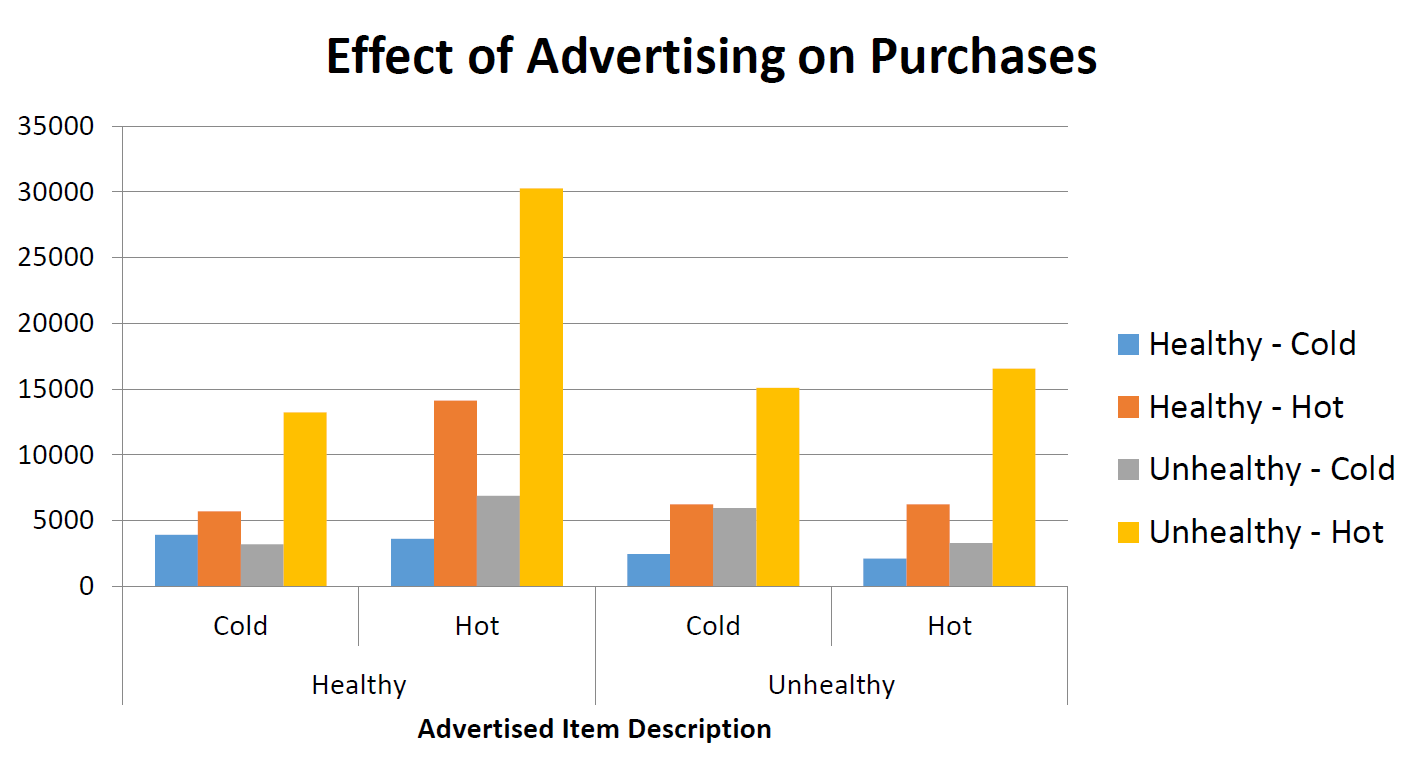 Effect of Advertising on Purchases
35000
30000
25000
20000
15000
10000
5000
0
Cold
Hot
Cold
Hot
Healthy
Unhealthy
Advertised Item Description
Healthy - Cold
Healthy - Hot
Unhealthy - Cold
Unhealthy - Hot